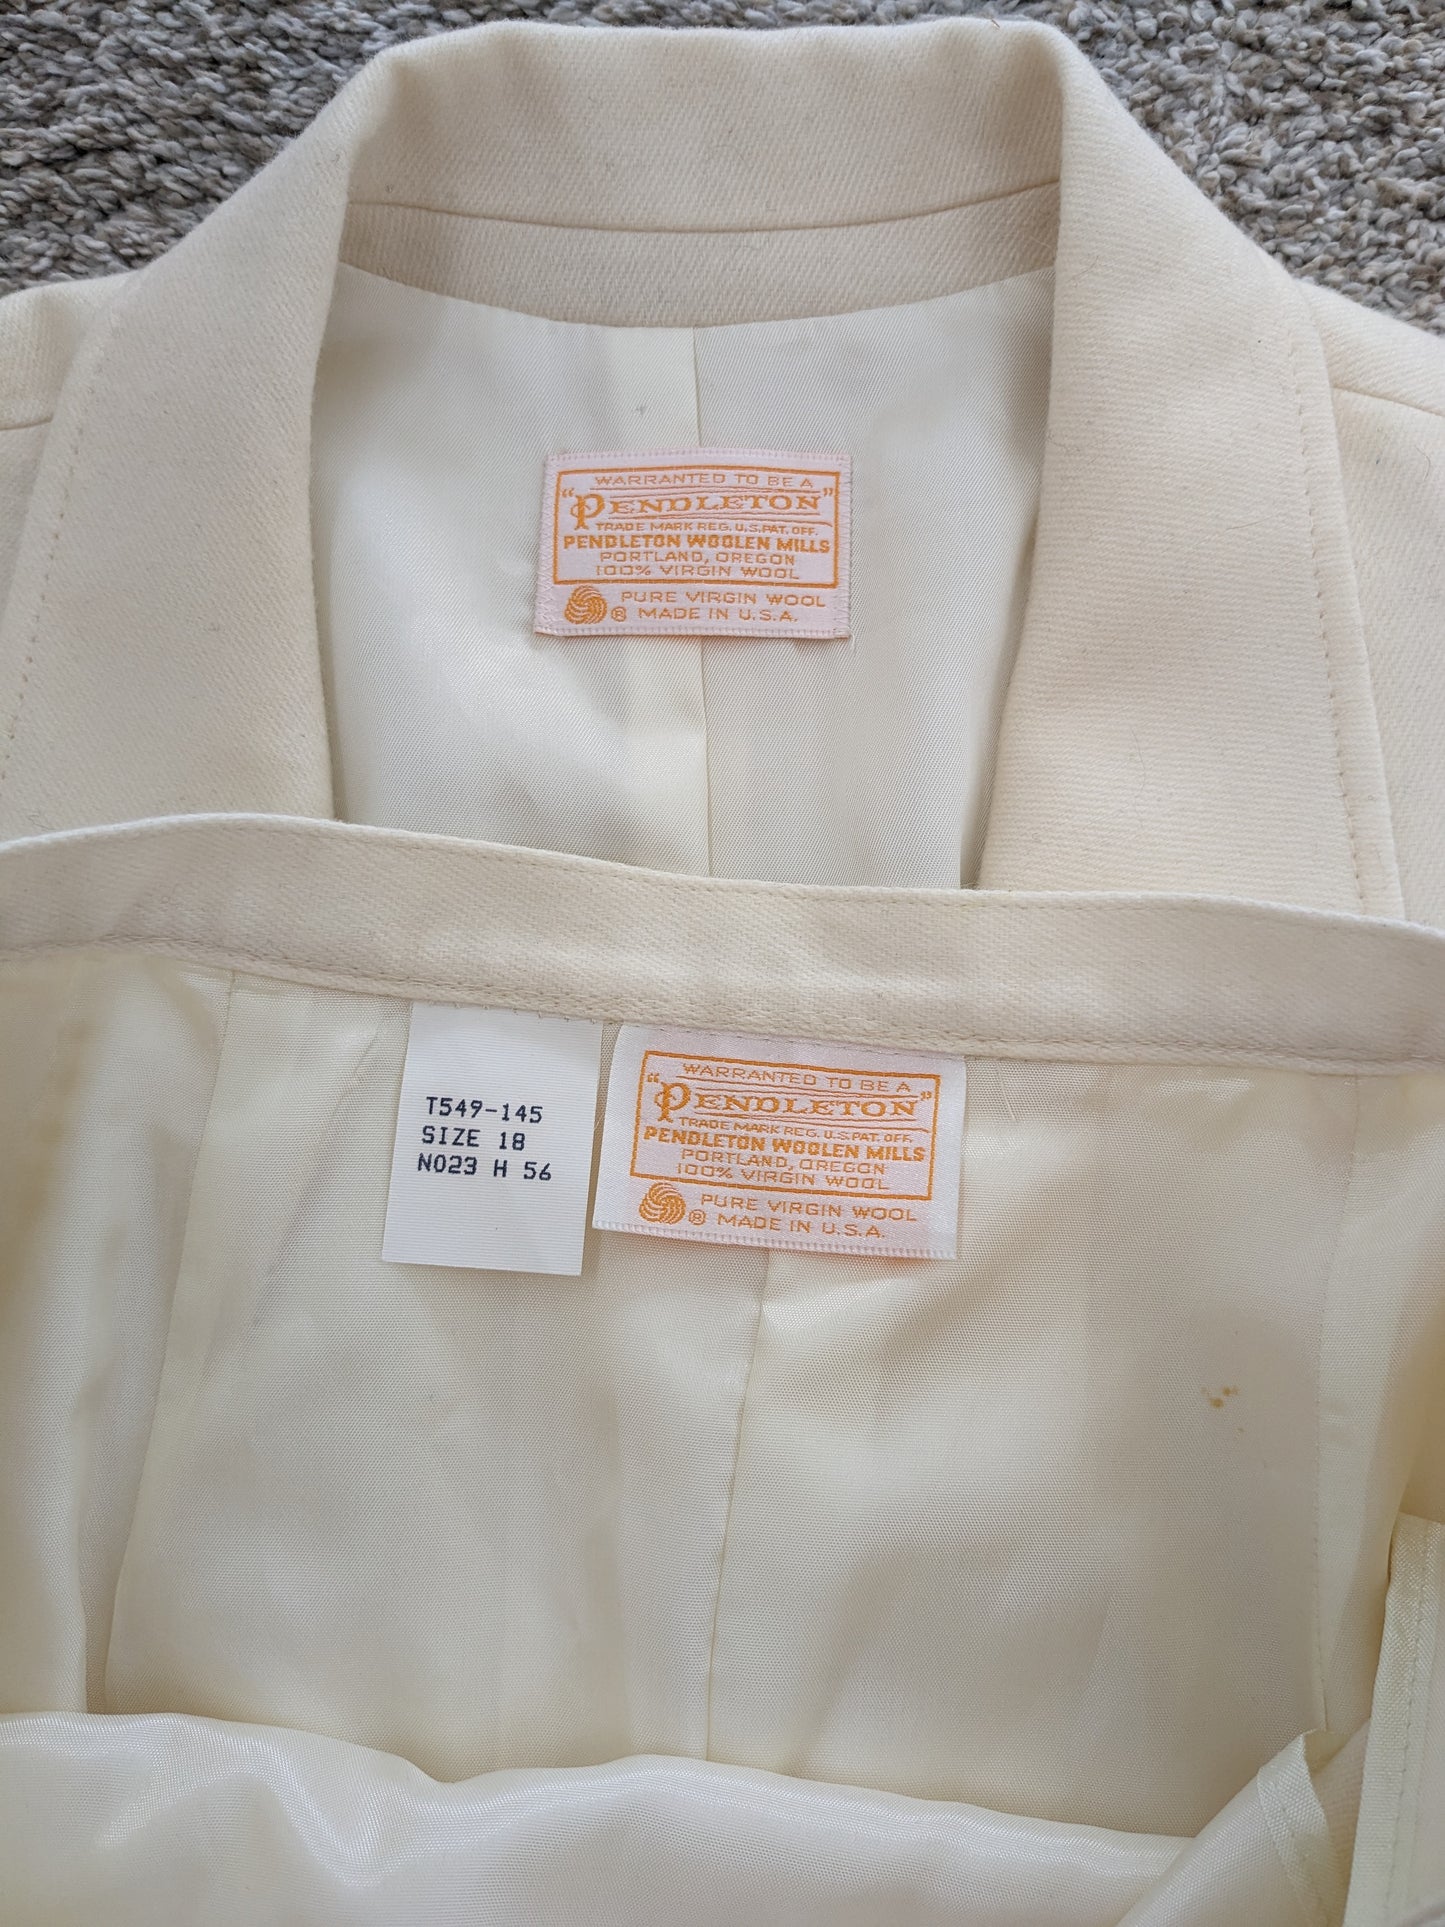 WARRANTED TO BE A
"PENDLETON"
TRADE MARK REG. U.S. PAT. OFF.
PENDLETON WOOLEN MILLS
PORTLAND, OREGON
100% VIRGIN WOOL
PURE VIRGIN WOOL
® MADE IN U.S.A.
T549-145
SIZE 18
N023 H 56
WARRANTED TO BE A
"PENDLETON"
TRADE MARK REG. U.S. PAT. OFF.
PENDLETON WOOLEN MILLS
PORTLAND, OREGON
100% VIRGIN WOOL
PURE VIRGIN WOOL
® MADE IN U.S.A.